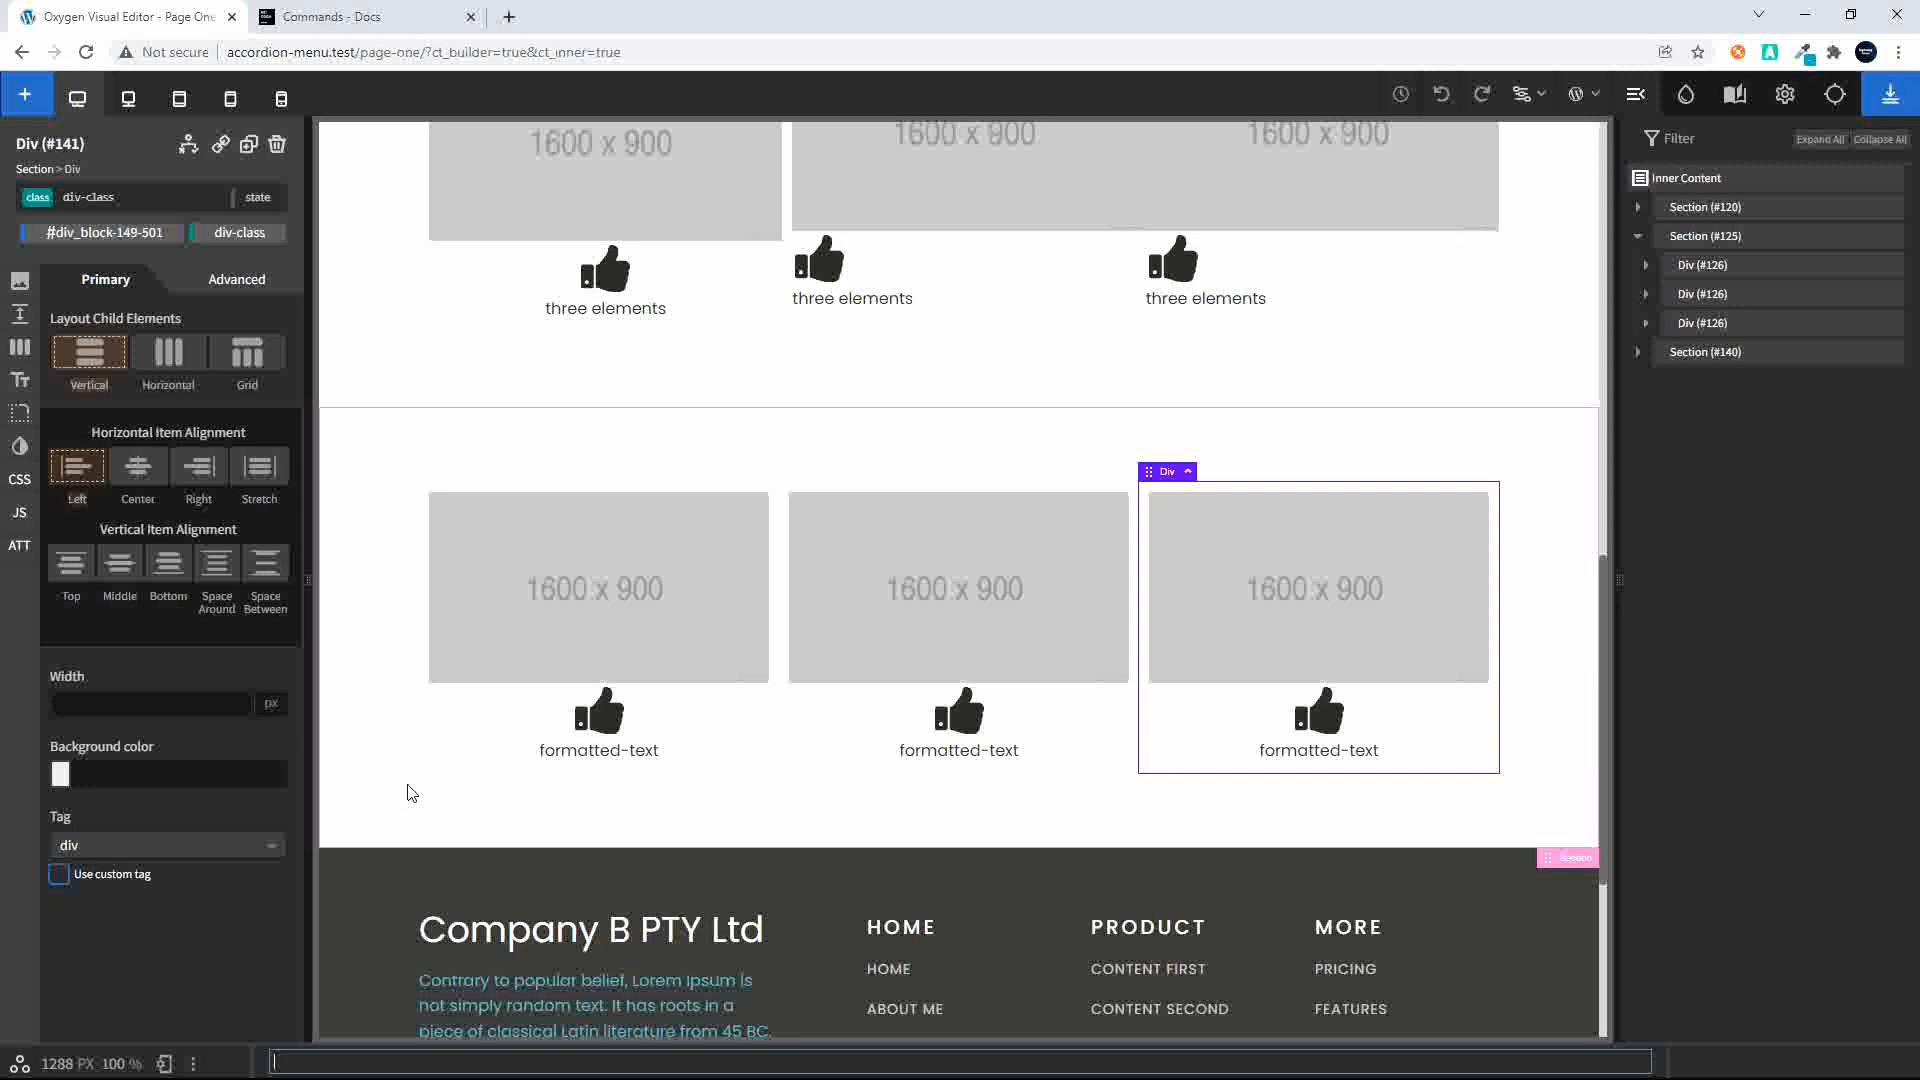 Oxygen Visual Editor - Page One
Commands - Docs
Not secure
accordion-menu.test/page-one/?ct_builder=true&ct_inner=true
Div (#141)
Section > Div
class div-class state
#div_block-149-501 div-class
Primary Advanced
Layout Child Elements
Vertical Horizontal Grid
Horizontal Item Alignment
Left Center Right Stretch
Vertical Item Alignment
Top Middle Bottom Space Around Space Between
Width
px
Background color
Tag
div
Use custom tag
CSS
JS
ATT
1288 PX 100 %
1600 x 900 1600 x 900 1600 x 900
three elements three elements three elements
Div
1600 x 900 1600 x 900 1600 x 900
formatted-text formatted-text formatted-text
Section
Company B PTY Ltd
Contrary to popular belief, Lorem Ipsum is
not simply random text. It has roots in a
piece of classical Latin literature from 45 BC,
HOME PRODUCT MORE
HOME CONTENT FIRST PRICING
ABOUT ME CONTENT SECOND FEATURES
Filter Expand All Collapse All
Inner Content
Section (#120)
Section (#125)
Div (#126)
Div (#126)
Div (#126)
Section (#140)